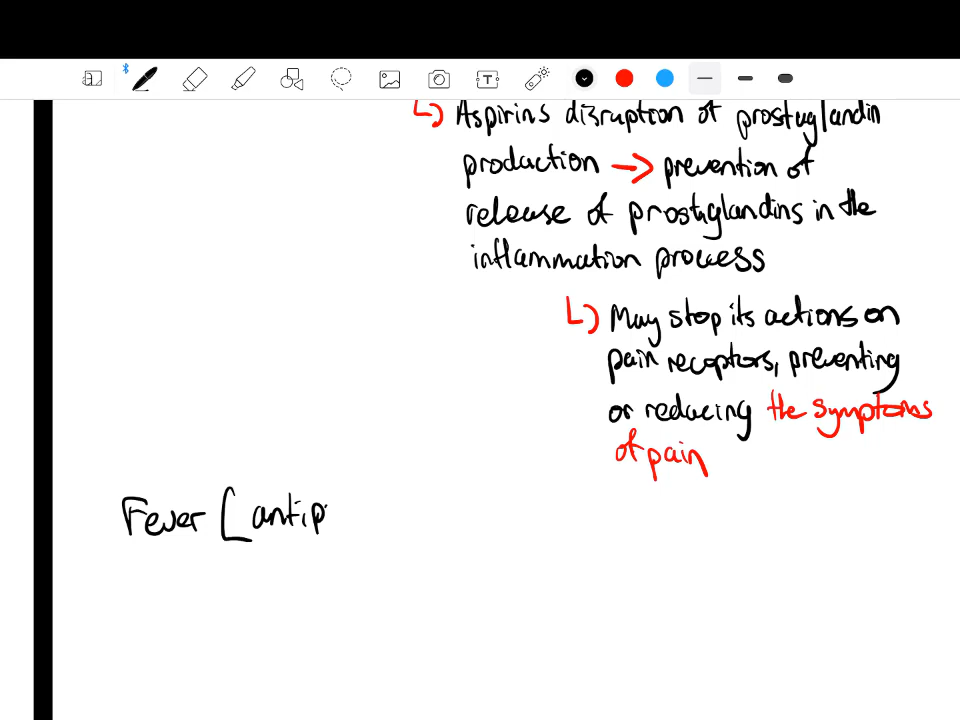 ↳ Aspirins disruption of prostaglandin
production → prevention of
release of prostaglandins in the
inflammation process
↳ May stop its actions on
pain receptors, preventing
or reducing the symptoms
of pain
Fever [antip